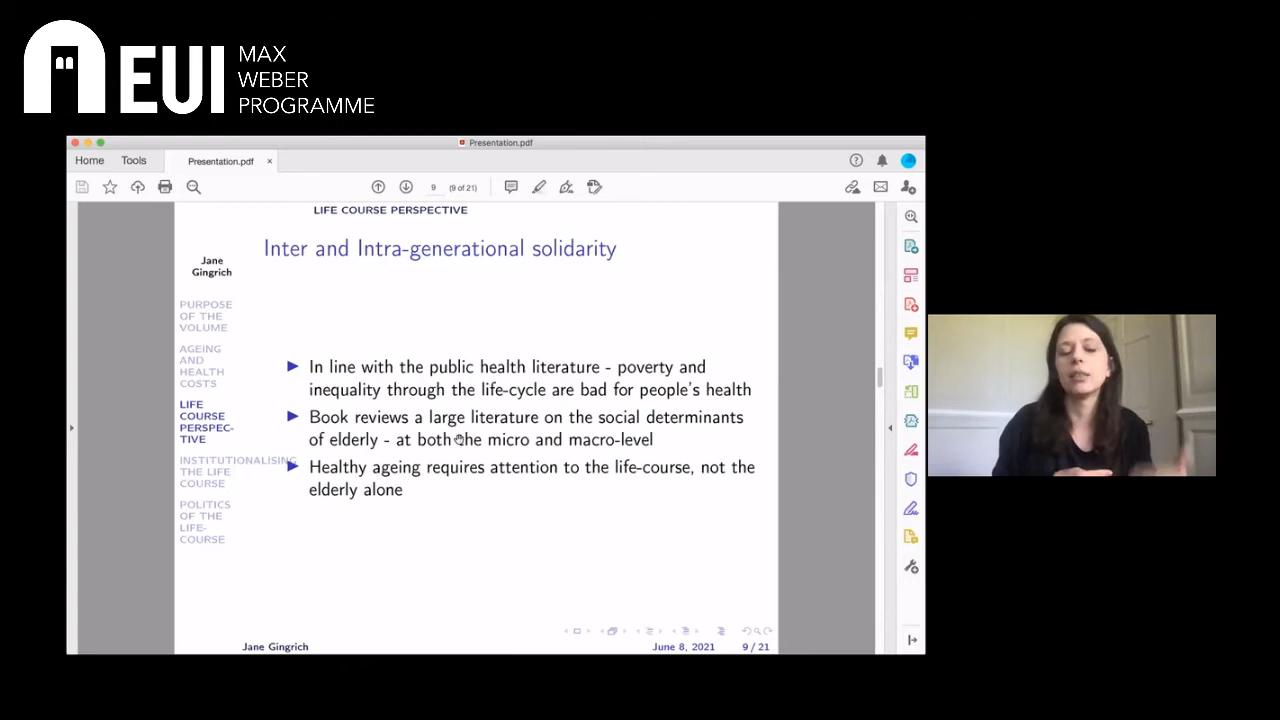 EUI
MAX
WEBER
PROGRAMME
Presentation.pdf
Home
Tools
Presentation.pdf
×
9
(9 of 21)
LIFE COURSE PERSPECTIVE
Inter and Intra-generational solidarity
Jane
Gingrich
PURPOSE
OF THE
VOLUME
AGEING
AND
HEALTH
COSTS
LIFE
COURSE
PERSPEC-
TIVE
INSTITUTIONALISING
THE LIFE
COURSE
POLITICS
OF THE
LIFE-
COURSE
In line with the public health literature - poverty and
inequality through the life-cycle are bad for people's health
Book reviews a large literature on the social determinants
of elderly - at both the micro and macro-level
Healthy ageing requires attention to the life-course, not the
elderly alone
Jane Gingrich
June 8, 2021
9 / 21